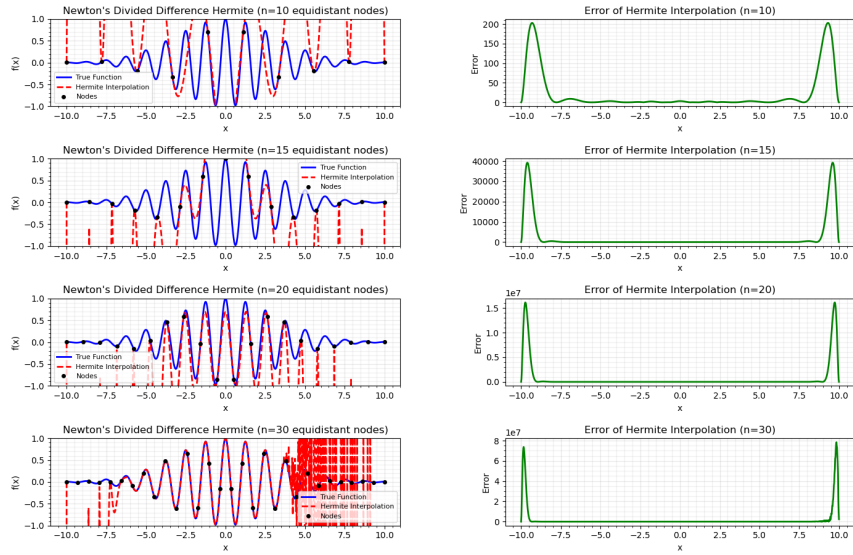 Newton's Divided Difference Hermite (n=10 equidistant nodes)
1.0
0.5
0.0
−0.5
−1.0
f(x)
True Function
Hermite Interpolation
Nodes
−10.0 −7.5 −5.0 −2.5 0.0 2.5 5.0 7.5 10.0
x
Error of Hermite Interpolation (n=10)
200
150
100
50
0
Error
−10.0 −7.5 −5.0 −2.5 0.0 2.5 5.0 7.5 10.0
x
Newton's Divided Difference Hermite (n=15 equidistant nodes)
1.0
0.5
0.0
−0.5
−1.0
f(x)
True Function
Hermite Interpolation
Nodes
−10.0 −7.5 −5.0 −2.5 0.0 2.5 5.0 7.5 10.0
x
Error of Hermite Interpolation (n=15)
40000
30000
20000
10000
0
Error
−10.0 −7.5 −5.0 −2.5 0.0 2.5 5.0 7.5 10.0
x
Newton's Divided Difference Hermite (n=20 equidistant nodes)
1.0
0.5
0.0
−0.5
−1.0
f(x)
True Function
Hermite Interpolation
Nodes
−10.0 −7.5 −5.0 −2.5 0.0 2.5 5.0 7.5 10.0
x
Error of Hermite Interpolation (n=20)
1e7
1.5
1.0
0.5
0.0
Error
−10.0 −7.5 −5.0 −2.5 0.0 2.5 5.0 7.5 10.0
x
Newton's Divided Difference Hermite (n=30 equidistant nodes)
1.0
0.5
0.0
−0.5
−1.0
f(x)
True Function
Hermite Interpolation
Nodes
−10.0 −7.5 −5.0 −2.5 0.0 2.5 5.0 7.5 10.0
x
Error of Hermite Interpolation (n=30)
1e7
8
6
4
2
0
Error
−10.0 −7.5 −5.0 −2.5 0.0 2.5 5.0 7.5 10.0
x